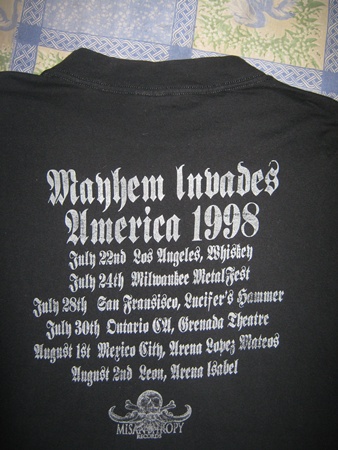 Mayhem Invades
America 1998
July 22nd Los Angeles, Whiskey
July 24th Milwaukee MetalFest
July 28th San Fransisco, Lucifer's Hammer
July 30th Ontario CA, Grenada Theatre
August 1st Mexico City, Arena Lopez Mateos
August 2nd Leon, Arena Isabel
MISANTHROPY
RECORDS